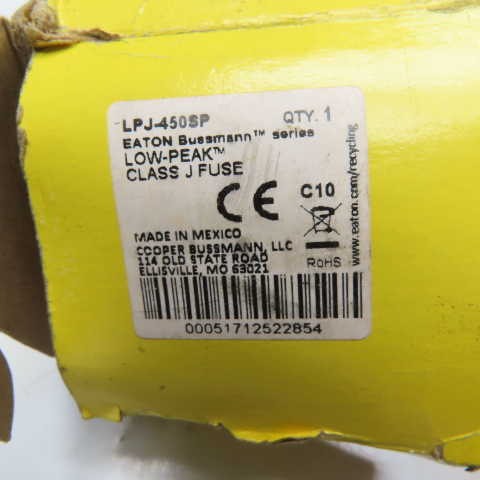 LPJ-450SP QTY. 1
EATON Bussmann™ series
LOW-PEAK™
CLASS J FUSE
CE C10
MADE IN MEXICO
COOPER BUSSMANN, LLC
114 OLD STATE ROAD
ELLISVILLE, MO 63021
RoHS
www.eaton.com/recycling
00051712522854